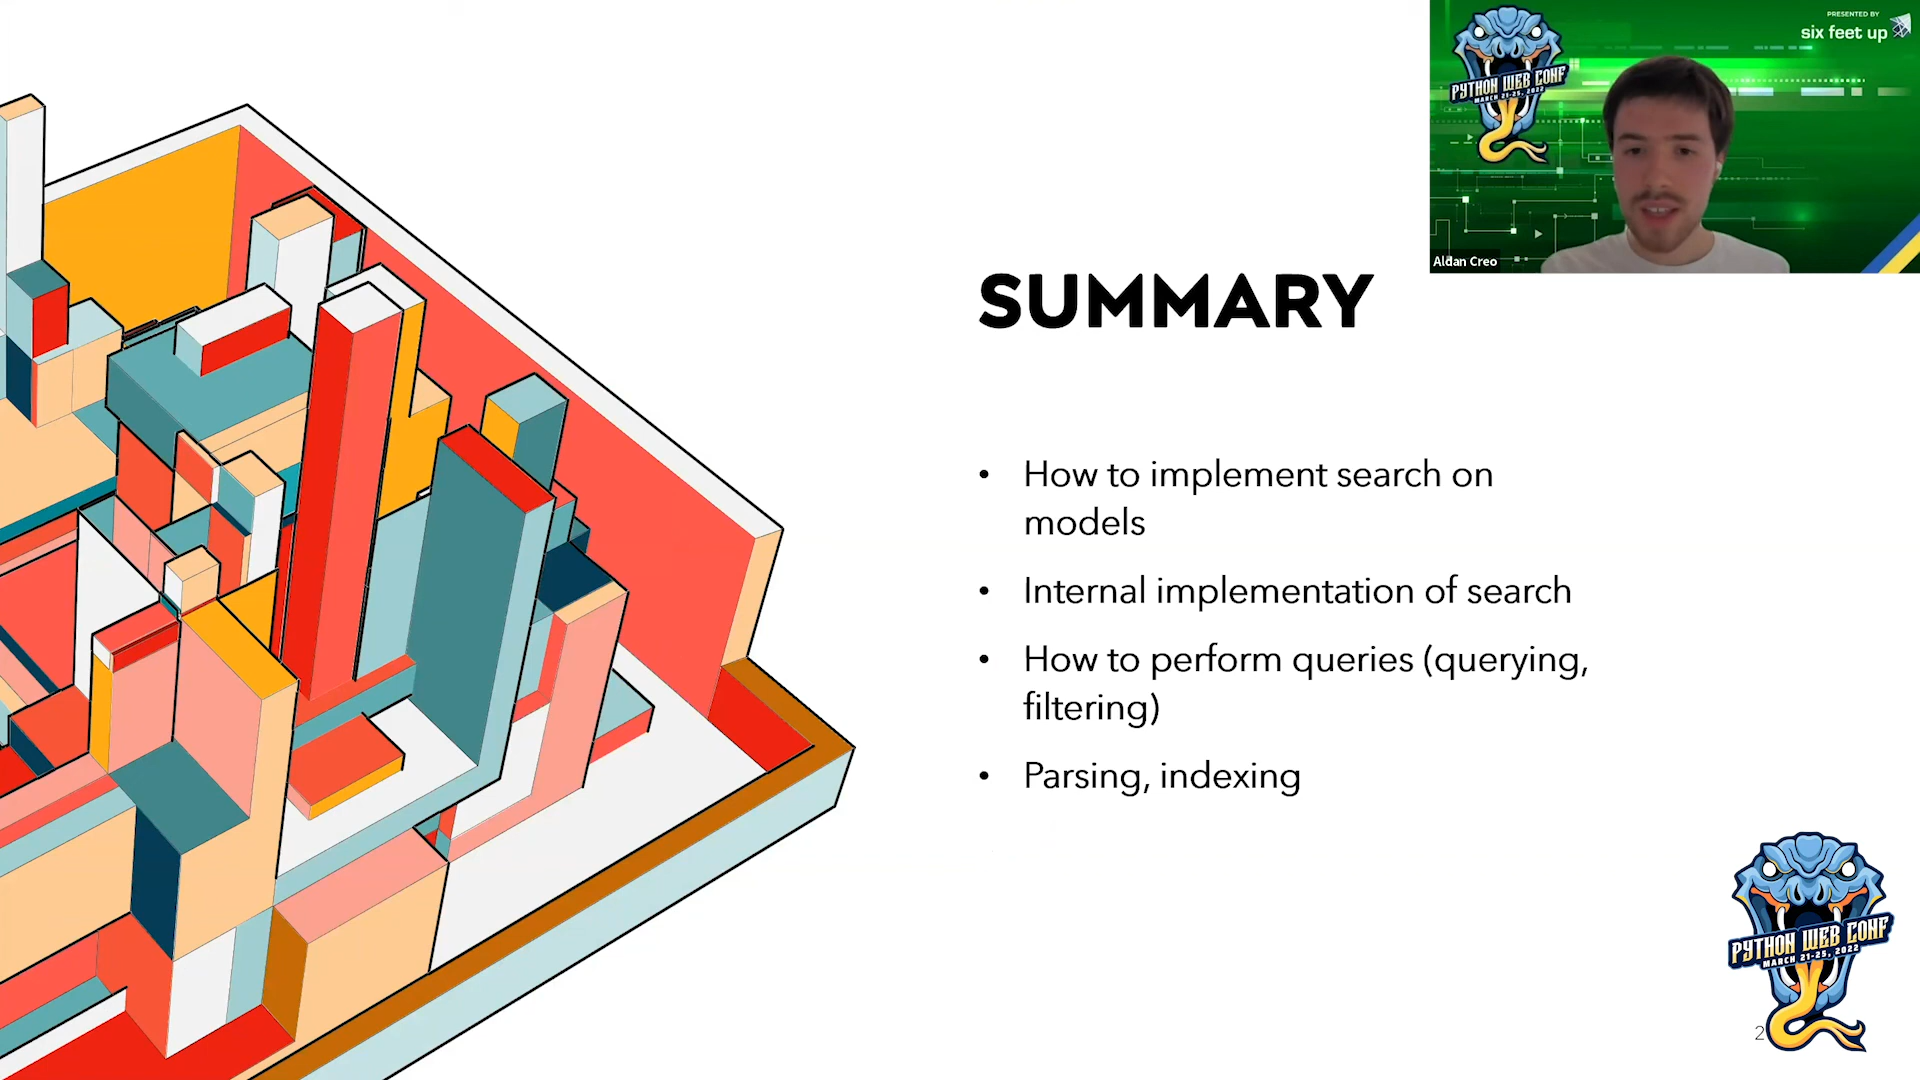 PRESENTED BY
six feet up
PYTHON WEB CONF
MARCH 21-25, 2022
Aldan Creo
SUMMARY
• How to implement search on
models
• Internal implementation of search
• How to perform queries (querying,
filtering)
• Parsing, indexing
PYTHON WEB CONF
MARCH 21-25, 2022
2